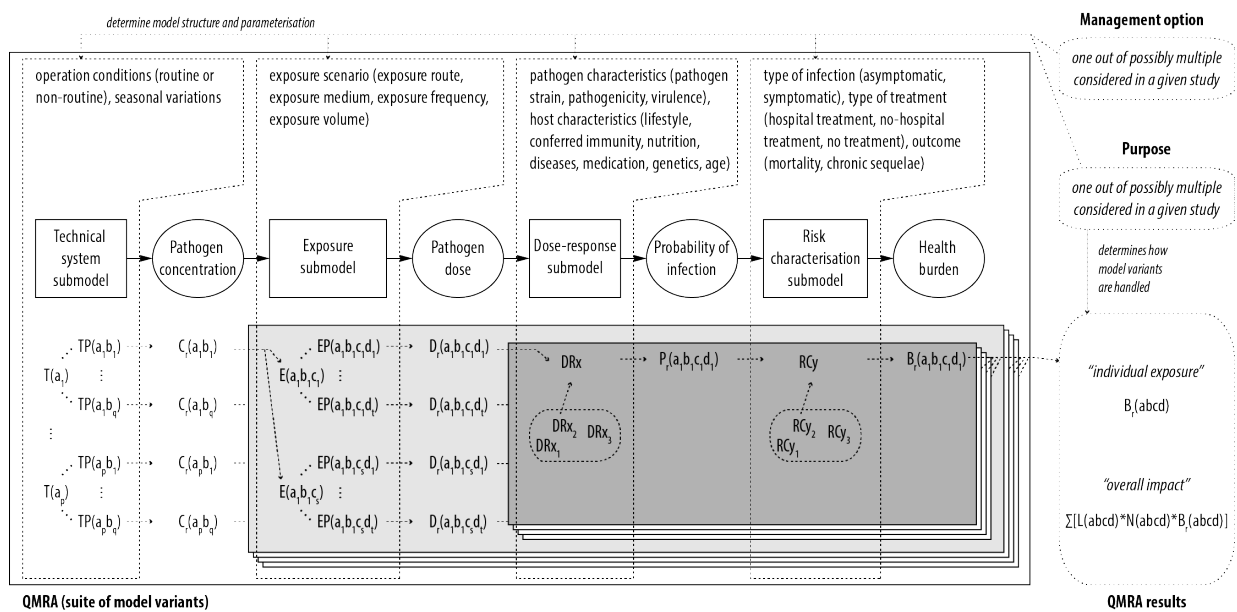 determine model structure and parameterisation
Management option
one out of possibly multiple
considered in a given study
operation conditions (routine or
non-routine), seasonal variations
exposure scenario (exposure route,
exposure medium, exposure frequency,
exposure volume)
pathogen characteristics (pathogen
strain, pathogenicity, virulence),
host characteristics (lifestyle,
conferred immunity, nutrition,
diseases, medication, genetics, age)
type of infection (asymptomatic,
symptomatic), type of treatment
(hospital treatment, no-hospital
treatment, no treatment), outcome
(mortality, chronic sequelae)
Purpose
one out of possibly multiple
considered in a given study
determines how
model variants
are handled
Technical
system
submodel
Pathogen
concentration
Exposure
submodel
Pathogen
dose
Dose-response
submodel
Probability of
infection
Risk
characterisation
submodel
Health
burden
T(a₁)
⋮
T(aₚ)
TP(a₁b₁)
⋮
TP(a₁b_q)
TP(aₚb₁)
⋮
TP(aₚb_q)
Cᵣ(a₁b₁)
Cᵣ(a₁b_q)
Cᵣ(aₚb₁)
Cᵣ(aₚb_q)
E(a₁b₁c₁)
E(a₁b₁cₛ)
EP(a₁b₁c₁d₁)
⋮
EP(a₁b₁c₁dₜ)
EP(a₁b₁cₛd₁)
⋮
EP(a₁b₁cₛdₜ)
Dᵣ(a₁b₁c₁d₁)
Dᵣ(a₁b₁c₁dₜ)
Dᵣ(a₁b₁cₛd₁)
Dᵣ(a₁b₁cₛdₜ)
DRx
DRx₂
DRx₁
DRx₃
Pᵣ(a₁b₁c₁d₁)
RCy
RCy₂
RCy₁
RCy₃
Bᵣ(a₁b₁c₁d₁)
"individual exposure"
Bᵣ(abcd)
"overall impact"
∑[L(abcd)*N(abcd)*Bᵣ(abcd)]
QMRA (suite of model variants)
QMRA results